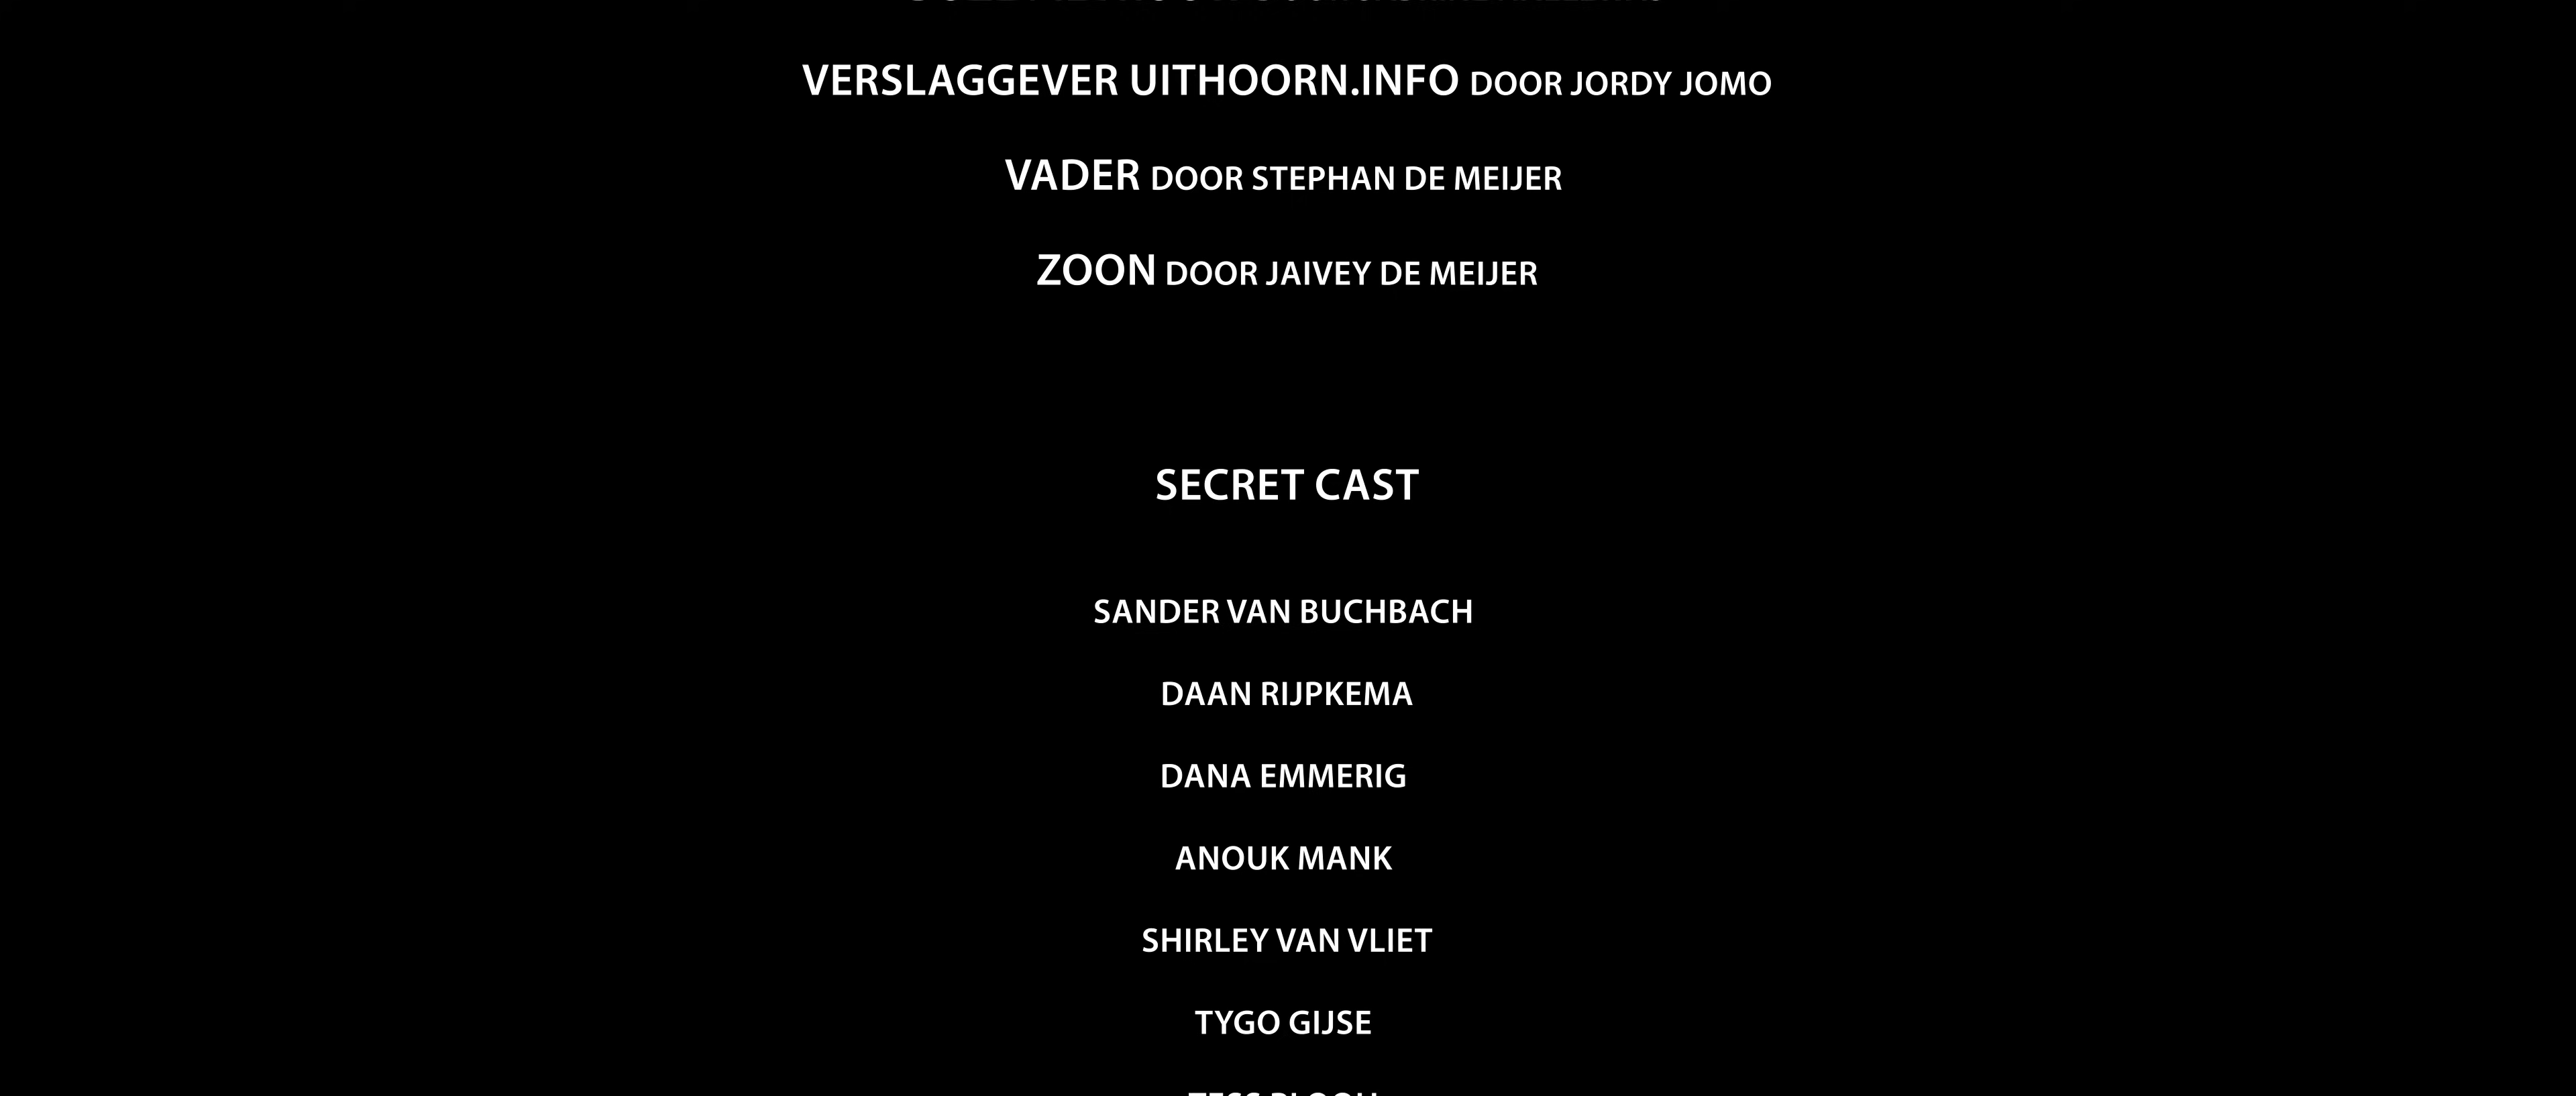 VERSLAGGEVER UITHOORN.INFO DOOR JORDY JOMO
VADER DOOR STEPHAN DE MEIJER
ZOON DOOR JAIVEY DE MEIJER
SECRET CAST
SANDER VAN BUCHBACH
DAAN RIJPKEMA
DANA EMMERIG
ANOUK MANK
SHIRLEY VAN VLIET
TYGO GIJSE
TESS